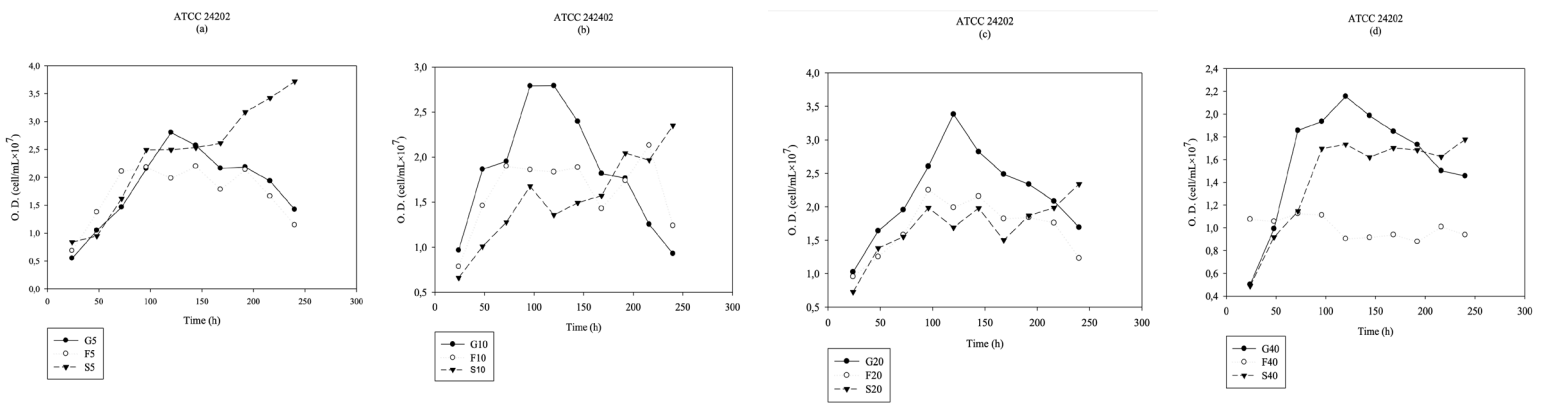 ATCC 24202
(a)
4,0
3,5
3,0
2,5
2,0
1,5
1,0
0,5
0,0
O. D. (cell/mL×10⁷)
0
50
100
150
200
250
300
Time (h)
G5
F5
S5
ATCC 242402
(b)
3,0
2,5
2,0
1,5
1,0
0,5
O. D. (cell/mL×10⁷)
0
50
100
150
200
250
300
Time (h)
G10
F10
S10
ATCC 24202
(c)
4,0
3,5
3,0
2,5
2,0
1,5
1,0
0,5
O. D. (cell/mL×10⁷)
0
50
100
150
200
250
300
Time (h)
G20
F20
S20
ATCC 24202
(d)
2,4
2,2
2,0
1,8
1,6
1,4
1,2
1,0
0,8
0,6
0,4
O. D. (cell/mL×10⁷)
0
50
100
150
200
250
300
Time (h)
G40
F40
S40